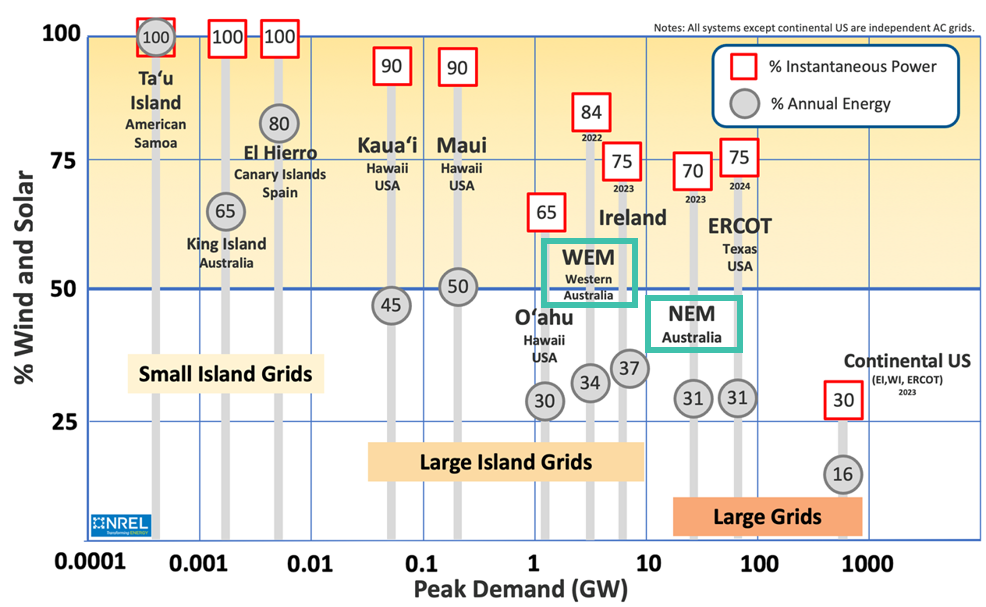 Notes: All systems except continental US are independent AC grids.
% Instantaneous Power
% Annual Energy
% Wind and Solar
100
75
50
25
100
100
100
90
90
84
2022
75
2023
65
70
2023
75
2024
30
Taʻu
Island
American
Samoa
80
El Hierro
Canary Islands
Spain
65
King Island
Australia
Kauaʻi
Hawaii
USA
45
Maui
Hawaii
USA
50
Oʻahu
Hawaii
USA
30
WEM
Western
Australia
34
Ireland
37
NEM
Australia
31
ERCOT
Texas
USA
31
Continental US
(EI,WI, ERCOT)
2023
16
100
Small Island Grids
Large Island Grids
Large Grids
NREL
Transforming ENERGY
0.0001
0.001
0.01
0.1
1
10
100
1000
Peak Demand (GW)